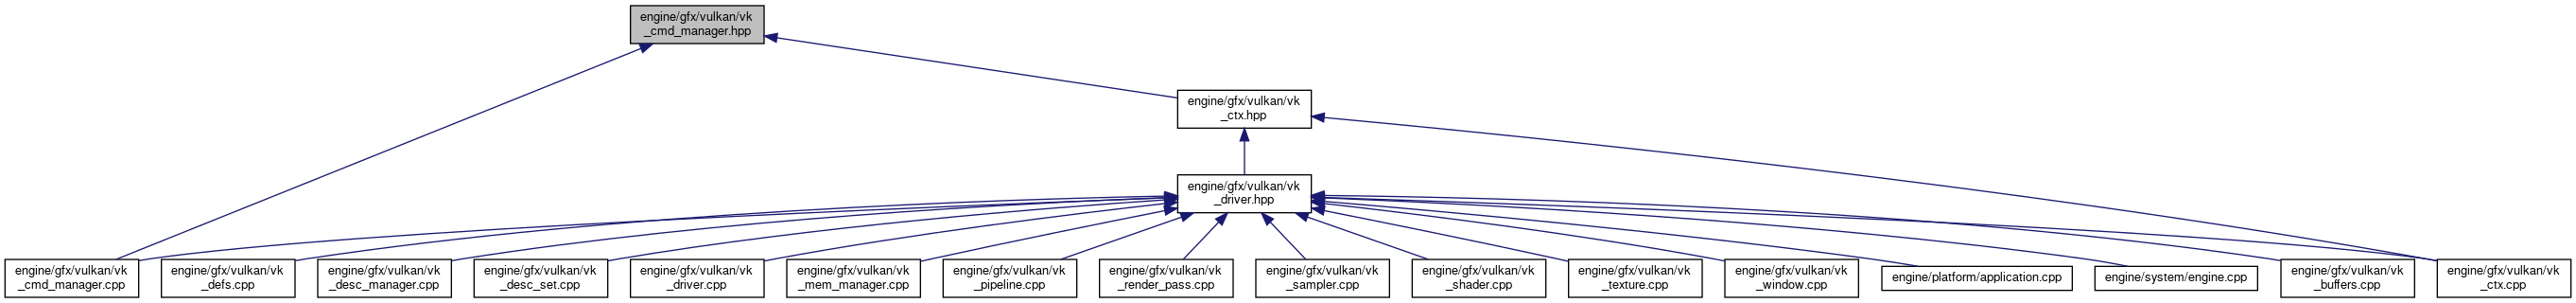 engine/gfx/vulkan/vk
_cmd_manager.hpp
engine/gfx/vulkan/vk
_ctx.hpp
engine/gfx/vulkan/vk
_driver.hpp
engine/gfx/vulkan/vk
_cmd_manager.cpp
engine/gfx/vulkan/vk
_defs.cpp
engine/gfx/vulkan/vk
_desc_manager.cpp
engine/gfx/vulkan/vk
_desc_set.cpp
engine/gfx/vulkan/vk
_driver.cpp
engine/gfx/vulkan/vk
_mem_manager.cpp
engine/gfx/vulkan/vk
_pipeline.cpp
engine/gfx/vulkan/vk
_render_pass.cpp
engine/gfx/vulkan/vk
_sampler.cpp
engine/gfx/vulkan/vk
_shader.cpp
engine/gfx/vulkan/vk
_texture.cpp
engine/gfx/vulkan/vk
_window.cpp
engine/platform/application.cpp
engine/system/engine.cpp
engine/gfx/vulkan/vk
_buffers.cpp
engine/gfx/vulkan/vk
_ctx.cpp